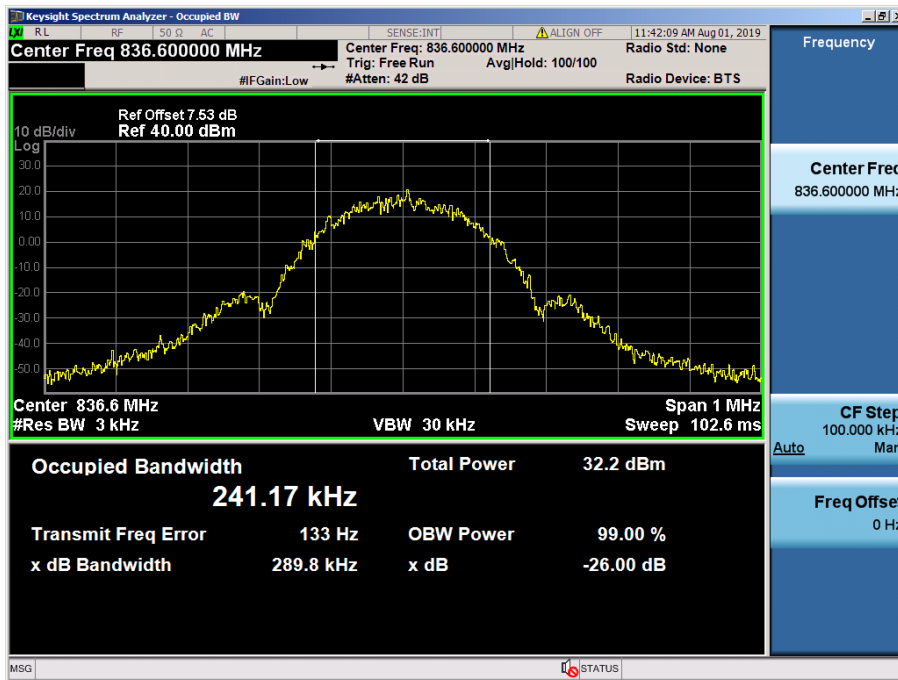 Keysight Spectrum Analyzer - Occupied BW
LXI RL RF 50 Ω AC SENSE:INT ALIGN OFF 11:42:09 AM Aug 01, 2019
Center Freq 836.600000 MHz
Center Freq: 836.600000 MHz Radio Std: None
Trig: Free Run Avg|Hold: 100/100
#IFGain:Low #Atten: 42 dB Radio Device: BTS
Ref Offset 7.53 dB
10 dB/div Ref 40.00 dBm
Log
30.0
20.0
10.0
0.00
-10.0
-20.0
-30.0
-40.0
-50.0
Center 836.6 MHz Span 1 MHz
#Res BW 3 kHz VBW 30 kHz Sweep 102.6 ms
Occupied Bandwidth Total Power 32.2 dBm
241.17 kHz
Transmit Freq Error 133 Hz OBW Power 99.00 %
x dB Bandwidth 289.8 kHz x dB -26.00 dB
MSG STATUS
Frequency
Center Freq
836.600000 MHz
CF Step
100.000 kHz
Auto Man
Freq Offset
0 Hz